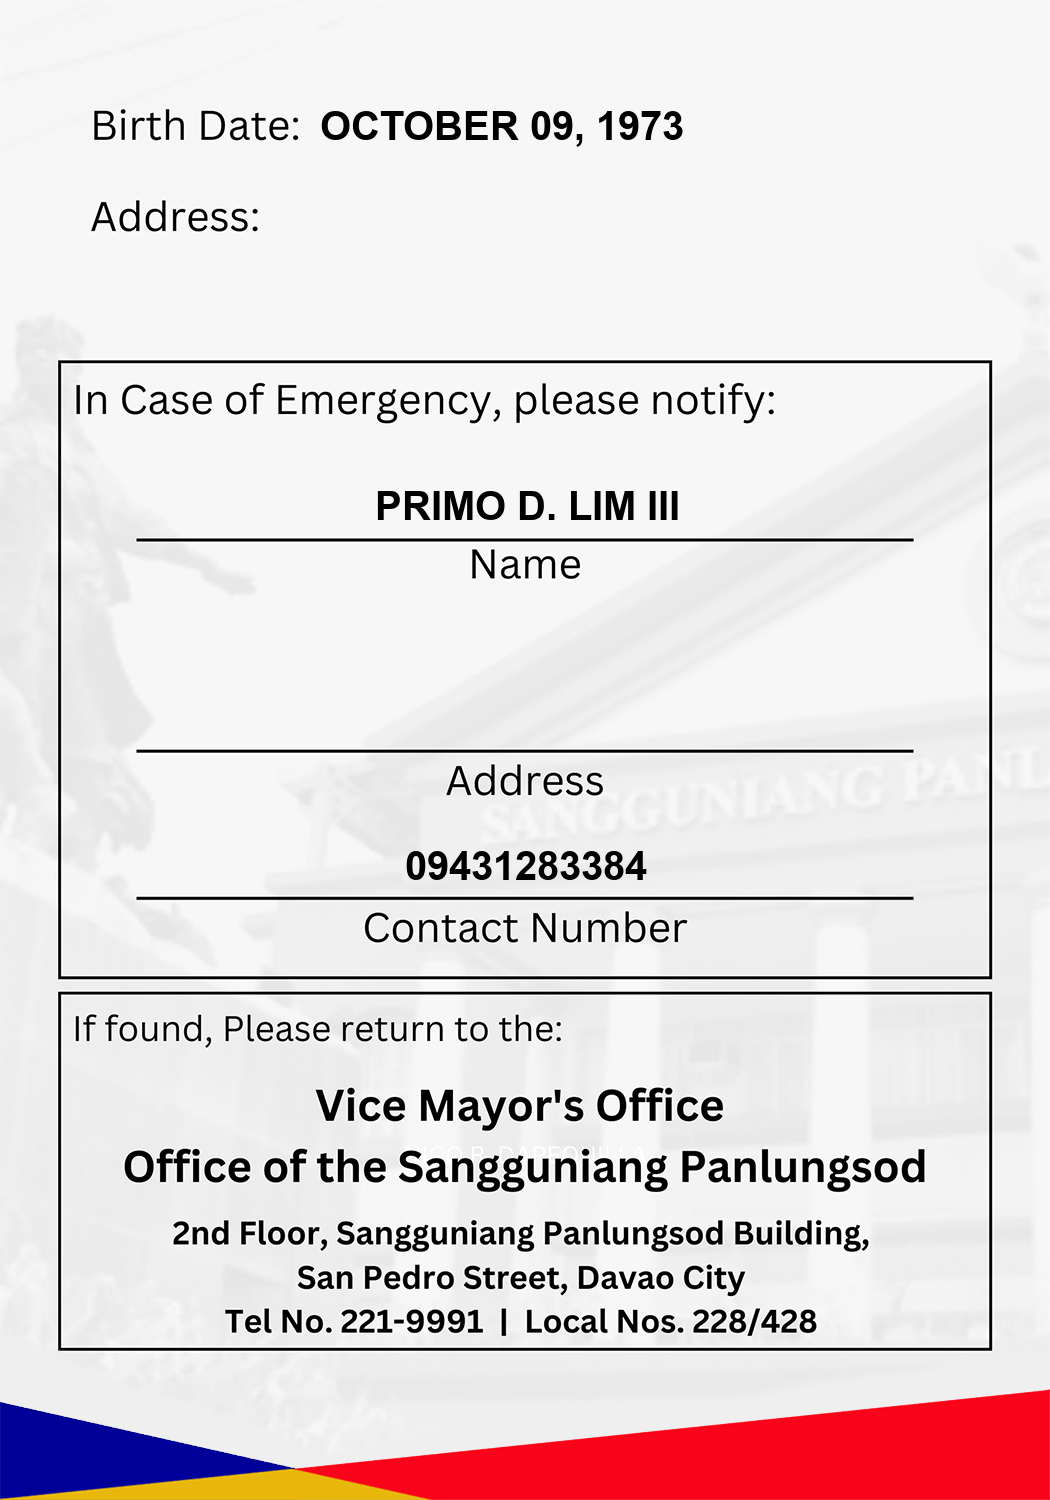 Birth Date: OCTOBER 09, 1973
Address:
In Case of Emergency, please notify:
PRIMO D. LIM III
Name
Address
SANGGUNIANG PANL
09431283384
Contact Number
If found, Please return to the:
Vice Mayor's Office
Office of the Sangguniang Panlungsod
2nd Floor, Sangguniang Panlungsod Building,
San Pedro Street, Davao City
Tel No. 221-9991 | Local Nos. 228/428